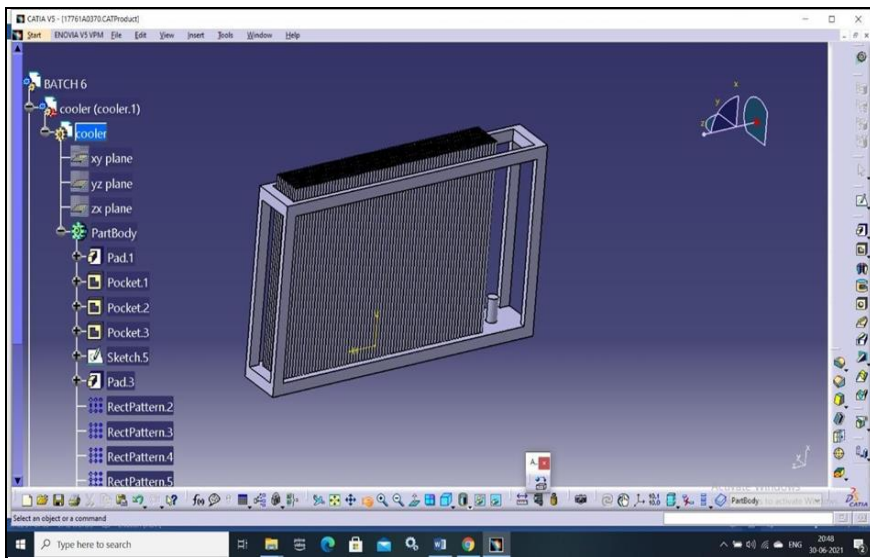 CATIA V5 - [17761A0370.CATProduct]
Start ENOVIA V5 VPM File Edit View Insert Tools Window Help
BATCH 6
cooler (cooler.1)
cooler
xy plane
yz plane
zx plane
PartBody
Pad.1
Pocket.1
Pocket.2
Pocket.3
Sketch.5
Pad.3
RectPattern.2
RectPattern.3
RectPattern.4
RectPattern.5
x
y
z
Activate Windows
PartBody
CATIA
Select an object or a command
Type here to search
ENG
20:48
30-06-2021